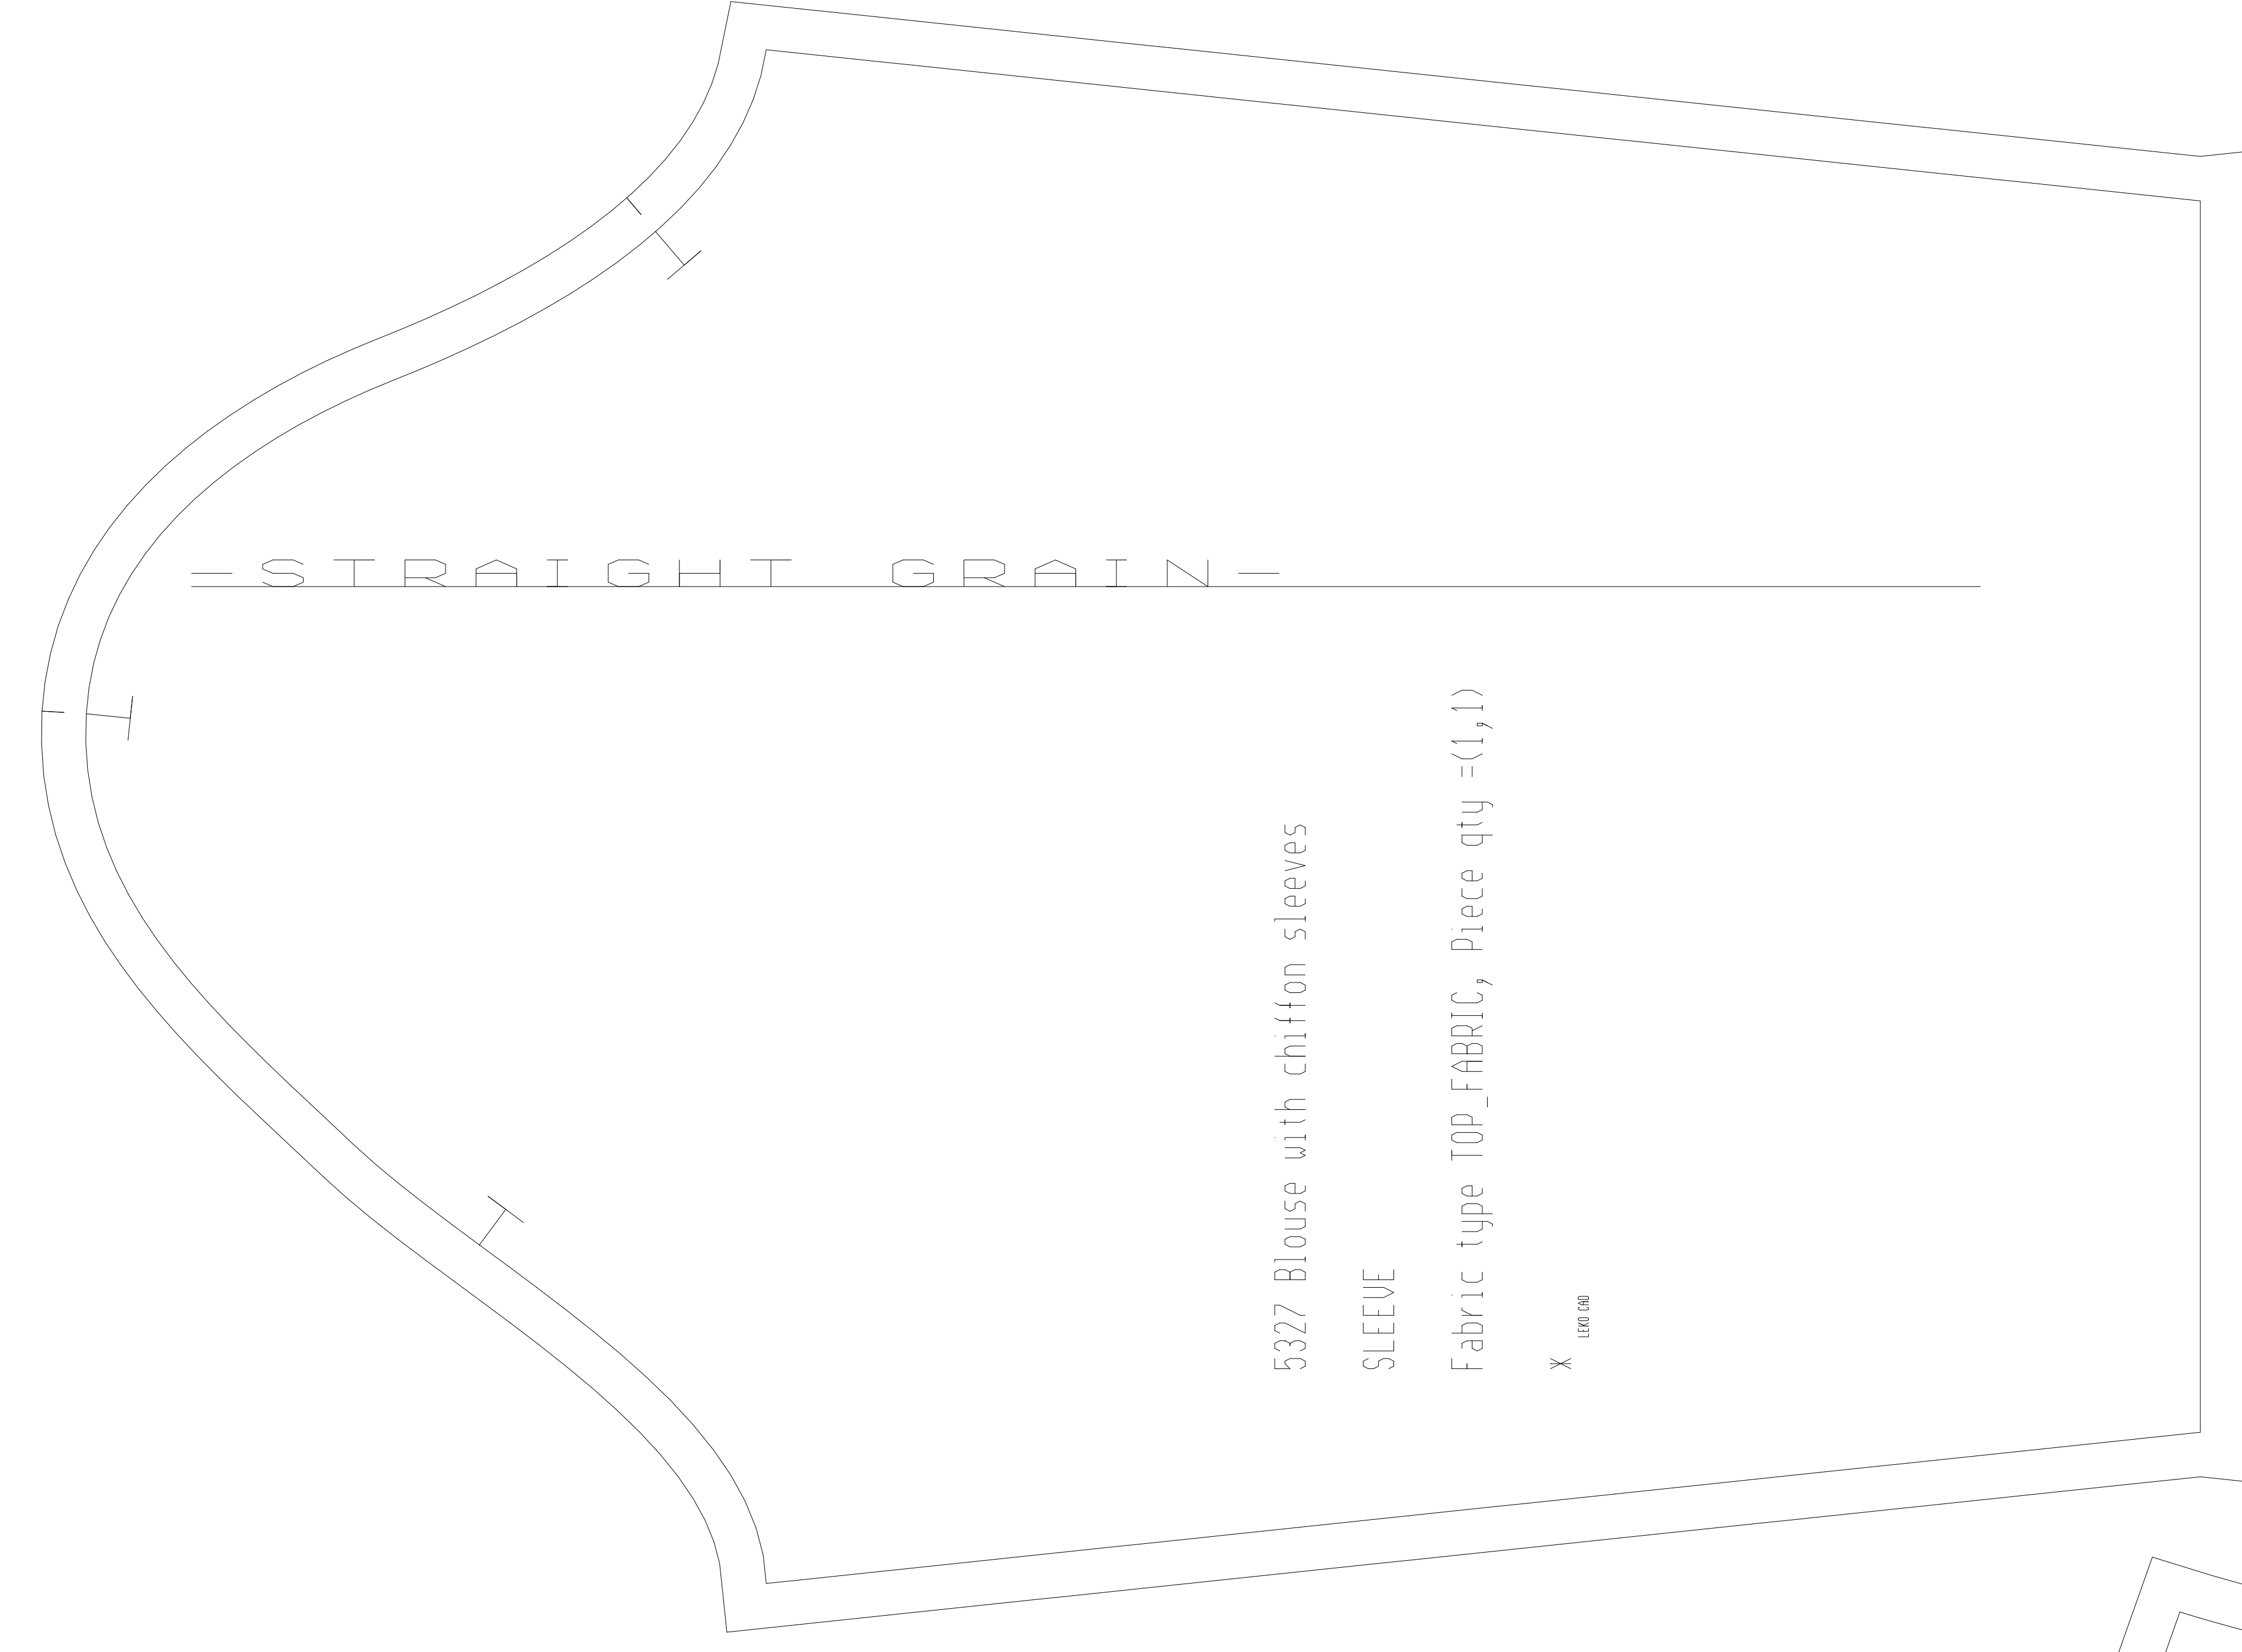 -STRAIGHT GRAIN-
5327 Blouse with chiffon sleeves
SLEEVE
Fabric type TOP_FABRIC, Piece qty =(1,1)
*
LEKO CAD